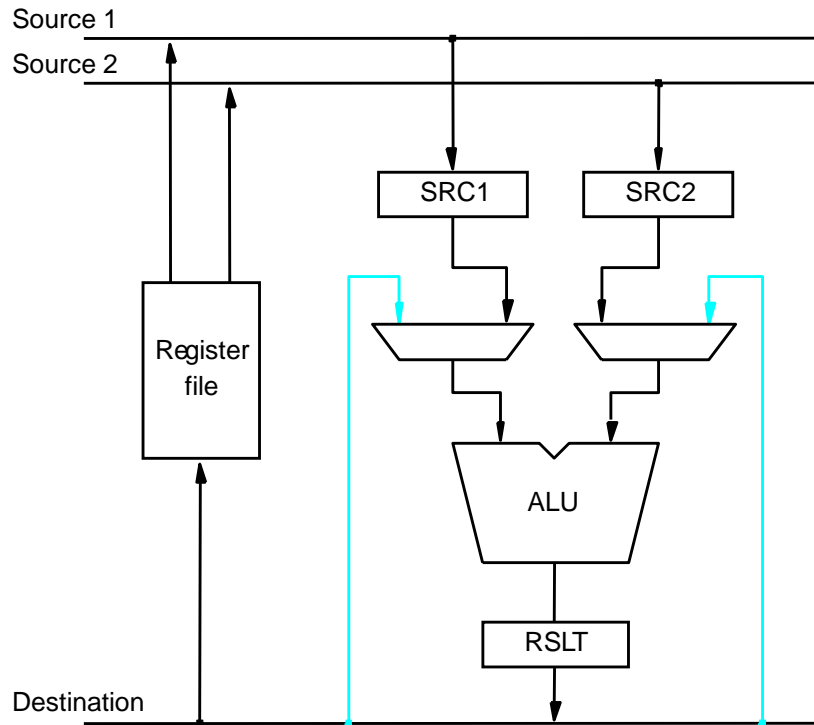 Source 1
Source 2
SRC1
SRC2
Register
file
ALU
RSLT
Destination